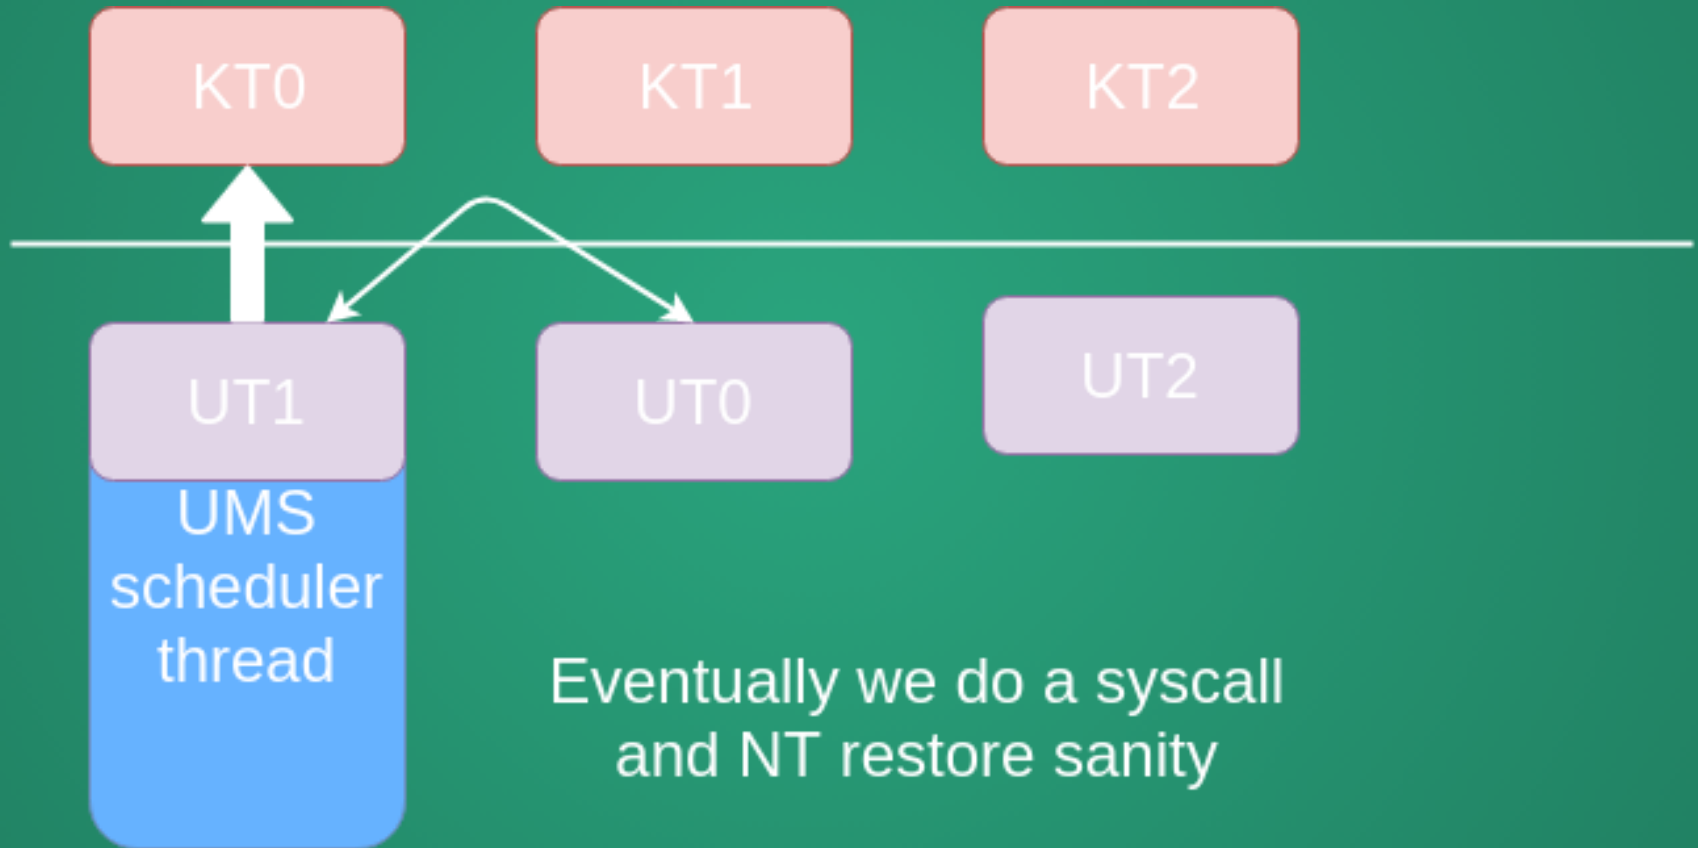 KT0
KT1
KT2
UT1
UT0
UT2
UMS
scheduler
thread
Eventually we do a syscall
and NT restore sanity